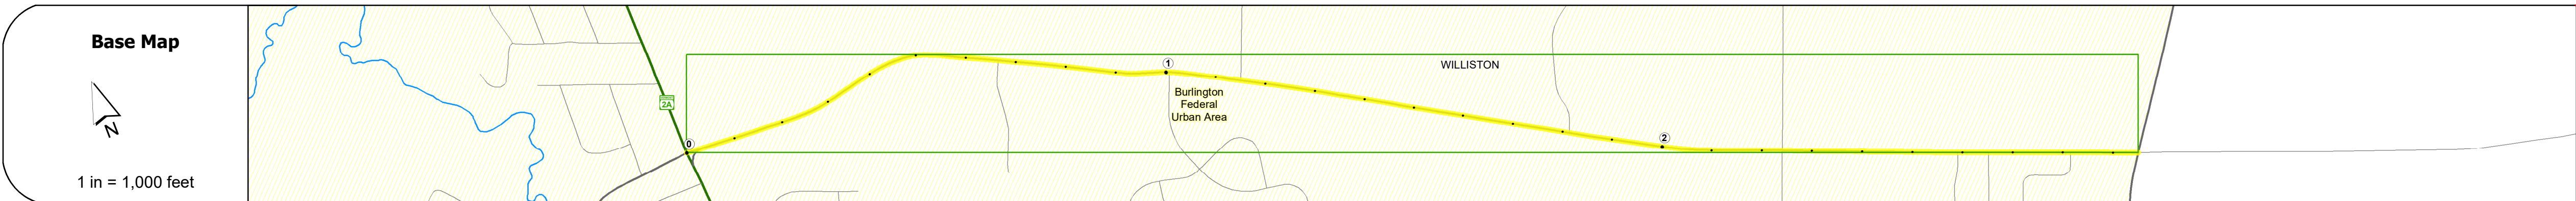 Base Map
N
1 in = 1,000 feet
2A
0
1
Burlington
Federal
Urban Area
WILLISTON
2